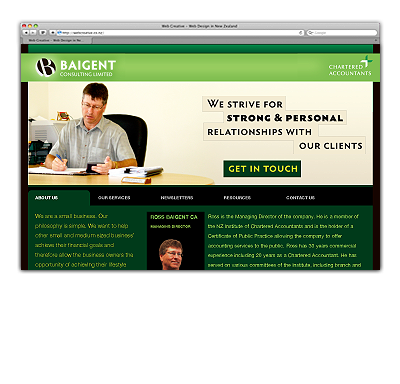 Web Creative - Web Design in New Zealand
Web Creative - Web Design in Ne...
Google
BAIGENT
CONSULTING LIMITED
CHARTERED
ACCOUNTANTS
WE STRIVE FOR
STRONG & PERSONAL
RELATIONSHIPS WITH
OUR CLIENTS
GET IN TOUCH
ABOUT US
OUR SERVICES
NEWSLETTERS
RESOURCES
CONTACT US
We are a small business. Our
philosophy is simple. We want to help
other small and medium sized business'
achieve their financial goals and
therefore allow the business owners the
opportunity of achieving their lifestyle
ROSS BAIGENT CA
MANAGING DIRECTOR
Ross is the Managing Director of the company. He is a member of
the NZ Institute of Chartered Accountants and is the holder of a
Certificate of Public Practice allowing the company to offer
accounting services to the public. Ross has 33 years commercial
experience including 20 years as a Chartered Accountant. He has
served on various committees of the Institute, including branch and